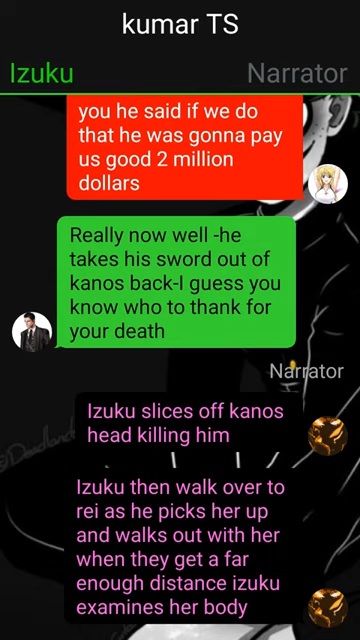 kumar TS
Izuku
Narrator
you he said if we do
that he was gonna pay
us good 2 million
dollars
Really now well -he
takes his sword out of
kanos back-I guess you
know who to thank for
your death
Narrator
Izuku slices off kanos
head killing him
Izuku then walk over to
rei as he picks her up
and walks out with her
when they get a far
enough distance izuku
examines her body